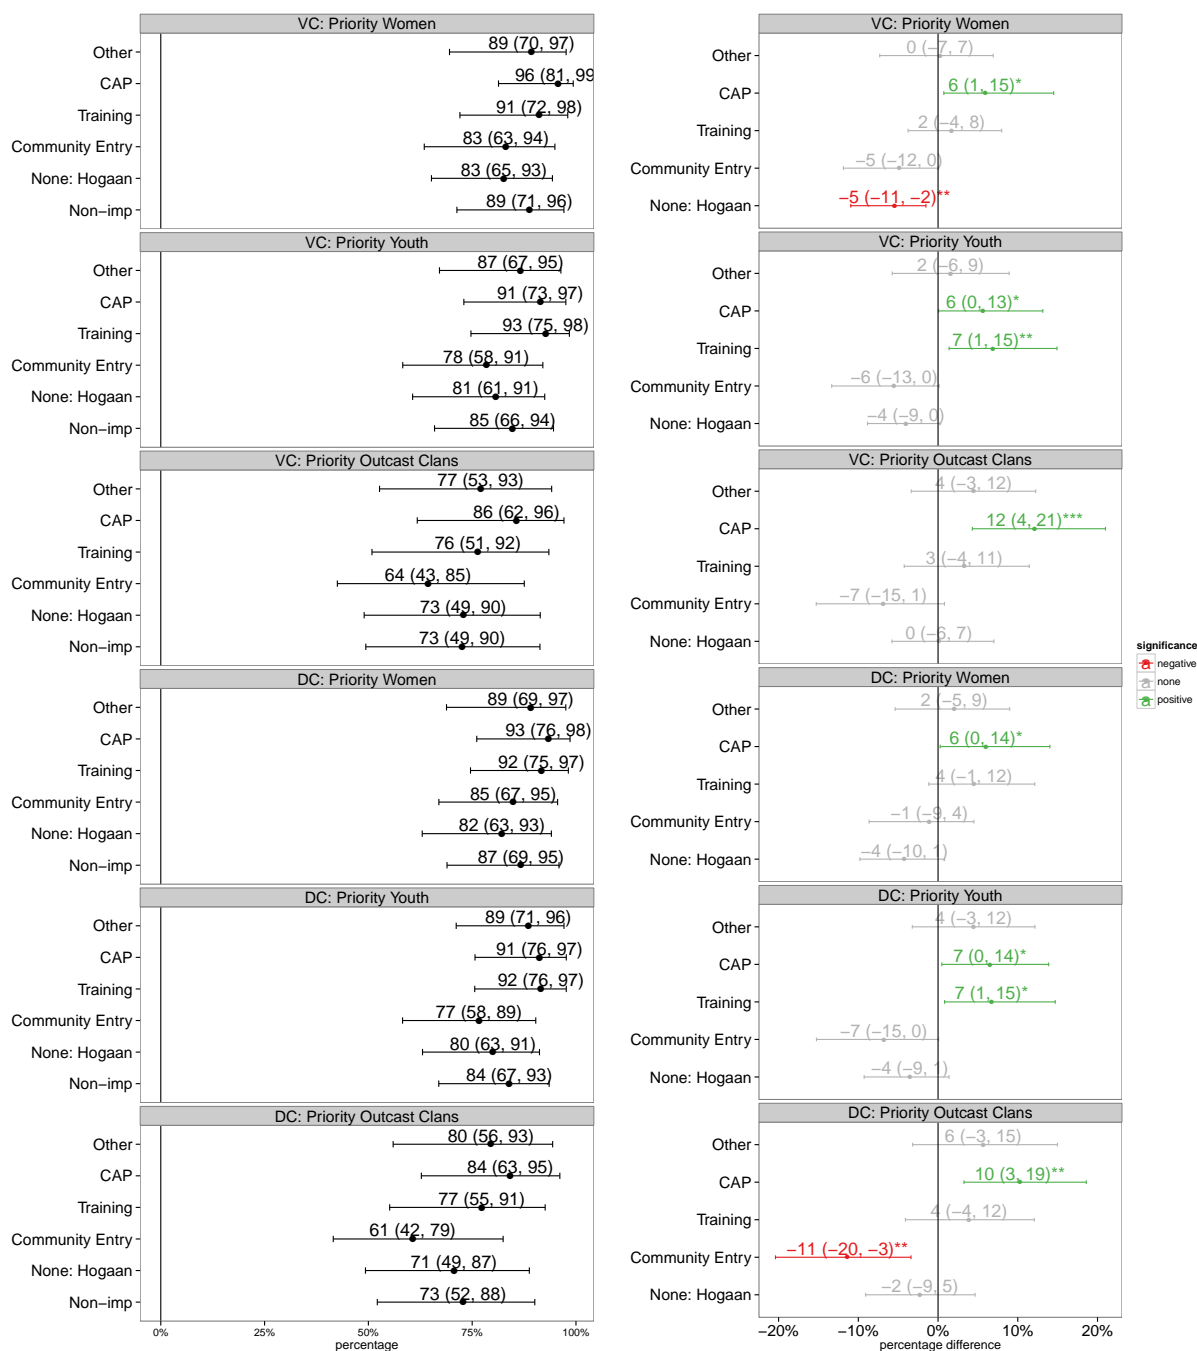 VC: Priority Women
Other 89 (70, 97)
CAP 96 (81, 99
Training 91 (72, 98)
Community Entry 83 (63, 94)
None: Hogaan 83 (65, 93)
Non−imp 89 (71, 96)
VC: Priority Youth
Other 87 (67, 95)
CAP 91 (73, 97)
Training 93 (75, 98)
Community Entry 78 (58, 91)
None: Hogaan 81 (61, 91)
Non−imp 85 (66, 94)
VC: Priority Outcast Clans
Other 77 (53, 93)
CAP 86 (62, 96)
Training 76 (51, 92)
Community Entry 64 (43, 85)
None: Hogaan 73 (49, 90)
Non−imp 73 (49, 90)
DC: Priority Women
Other 89 (69, 97)
CAP 93 (76, 98)
Training 92 (75, 97)
Community Entry 85 (67, 95)
None: Hogaan 82 (63, 93)
Non−imp 87 (69, 95)
DC: Priority Youth
Other 89 (71, 96)
CAP 91 (76, 97)
Training 92 (76, 97)
Community Entry 77 (58, 89)
None: Hogaan 80 (63, 91)
Non−imp 84 (67, 93)
DC: Priority Outcast Clans
Other 80 (56, 93)
CAP 84 (63, 95)
Training 77 (55, 91)
Community Entry 61 (42, 79)
None: Hogaan 71 (49, 87)
Non−imp 73 (52, 88)
0% 25% 50% 75% 100%
percentage
VC: Priority Women
Other 0 (−7, 7)
CAP 6 (1, 15)*
Training 2 (−4, 8)
Community Entry −5 (−12, 0)
None: Hogaan −5 (−11, −2)**
VC: Priority Youth
Other 2 (−6, 9)
CAP 6 (0, 13)*
Training 7 (1, 15)**
Community Entry −6 (−13, 0)
None: Hogaan −4 (−9, 0)
VC: Priority Outcast Clans
Other 4 (−3, 12)
CAP 12 (4, 21)***
Training 3 (−4, 11)
Community Entry −7 (−15, 1)
None: Hogaan 0 (−6, 7)
DC: Priority Women
Other 2 (−5, 9)
CAP 6 (0, 14)*
Training 4 (−1, 12)
Community Entry −1 (−9, 4)
None: Hogaan −4 (−10, 1)
DC: Priority Youth
Other 4 (−3, 12)
CAP 7 (0, 14)*
Training 7 (1, 15)*
Community Entry −7 (−15, 0)
None: Hogaan −4 (−9, 1)
DC: Priority Outcast Clans
Other 6 (−3, 15)
CAP 10 (3, 19)**
Training 4 (−4, 12)
Community Entry −11 (−20, −3)**
None: Hogaan −2 (−9, 5)
−20% −10% 0% 10% 20%
percentage difference
significance
a negative
a none
a positive